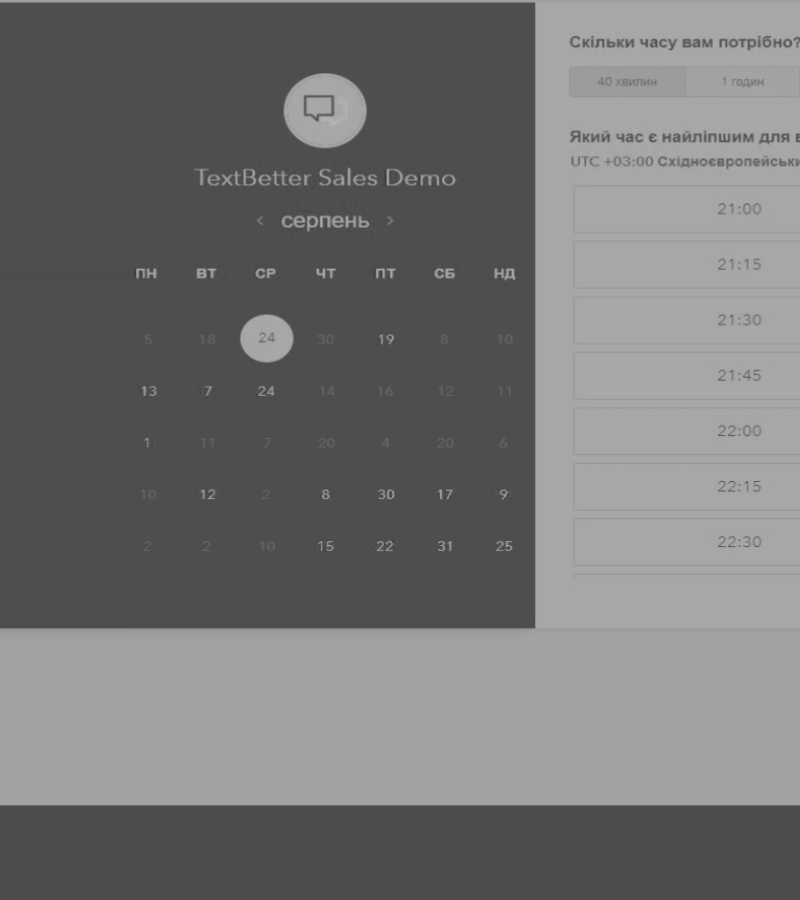 TextBetter Sales Demo
‹ серпень ›
ПН ВТ СР ЧТ ПТ СБ НД
5 18 24 30 19 8 10
13 7 24 14 16 12 11
1 11 7 20 4 20 6
10 12 2 8 30 17 9
2 2 10 15 22 31 25
Скільки часу вам потрібно?
40 хвилин 1 годин
Який час є найліпшим для
UTC +03:00 Східноєвропейськи
21:00
21:15
21:30
21:45
22:00
22:15
22:30